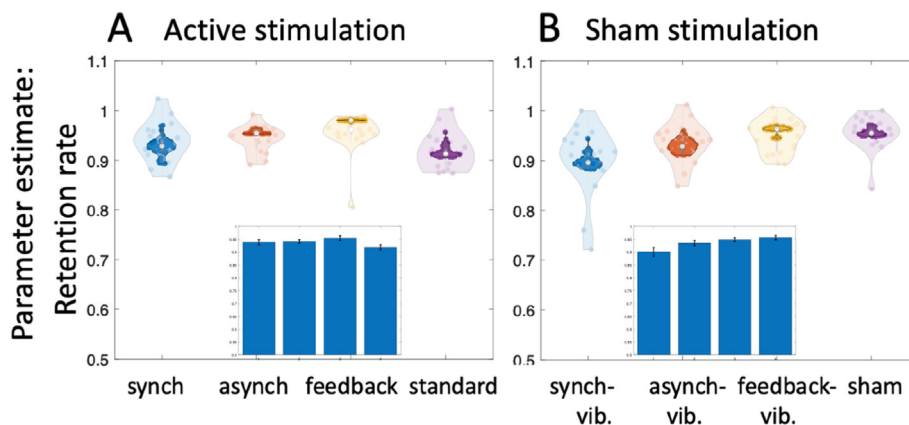 A Active stimulation
B Sham stimulation
Parameter estimate:
Retention rate
1.1
1
0.9
0.8
0.7
0.6
0.5
synch
asynch
feedback
standard
1.1
1
0.9
0.8
0.7
0.6
0.5
synch-
vib.
asynch-
vib.
feedback-
vib.
sham